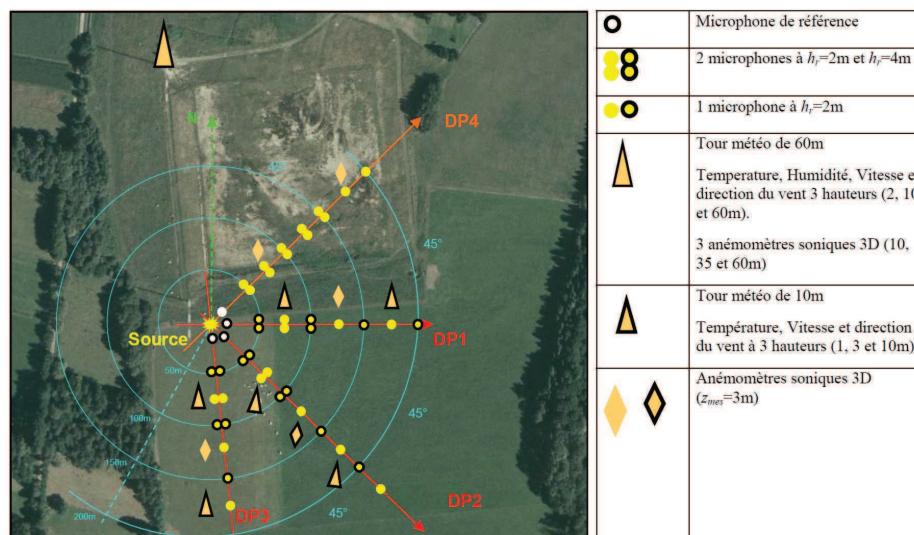 DP4
N
45°
45°
Source
DP1
50m
45°
100m
150m
200m
DP3
45°
DP2
Microphone de référence
2 microphones à hr=2m et hr=4m
1 microphone à hr=2m
Tour météo de 60m
Temperature, Humidité, Vitesse e
direction du vent 3 hauteurs (2, 10
et 60m).
3 anémomètres soniques 3D (10,
35 et 60m)
Tour météo de 10m
Température, Vitesse et direction
du vent à 3 hauteurs (1, 3 et 10m)
Anémomètres soniques 3D
(zmes=3m)